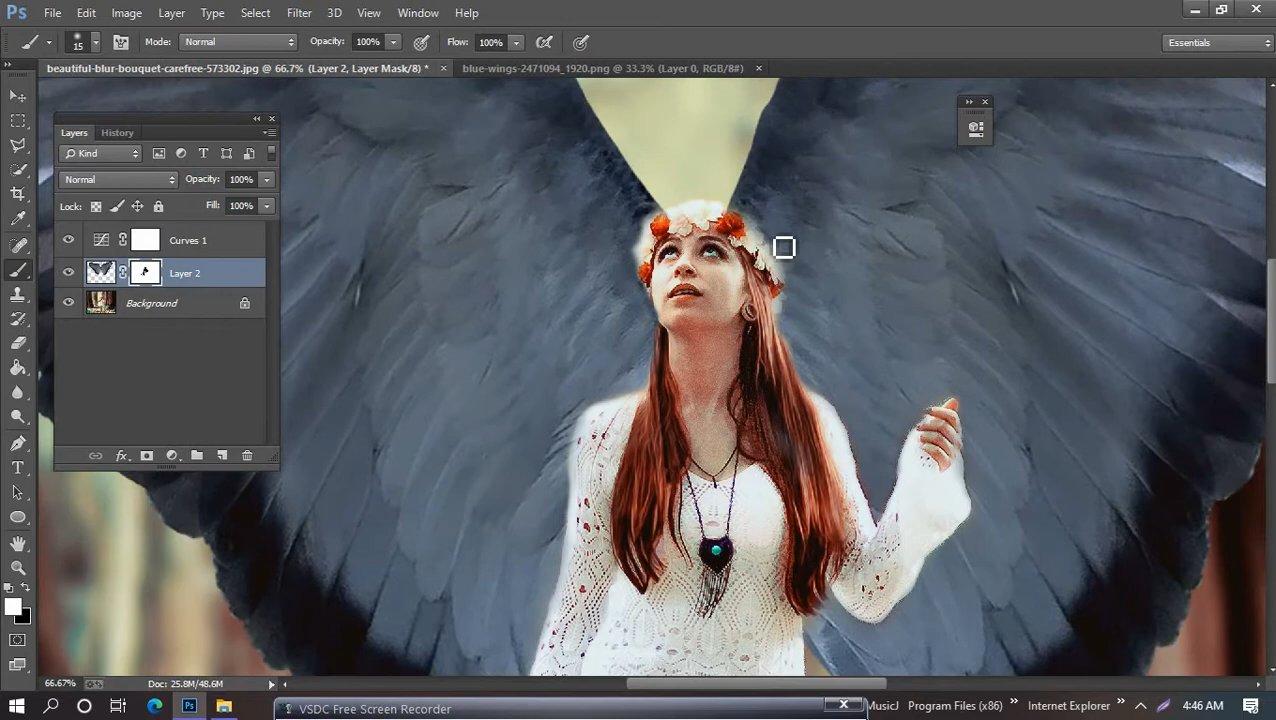 Ps File Edit Image Layer Type Select Filter 3D View Window Help
15 Mode: Normal Opacity: 100% Flow: 100% Essentials
beautiful-blur-bouquet-carefree-573302.jpg @ 66.7% (Layer 2, Layer Mask/8) * × blue-wings-2471094_1920.png @ 33.3% (Layer 0, RGB/8#) ×
Layers History
Kind
Normal Opacity: 100%
Lock: Fill: 100%
Curves 1
Layer 2
Background
fx
66.67% Doc: 25.8M/48.6M
VSDC Free Screen Recorder
Ps MusicJ Program Files (x86) » Internet Explorer » 4:46 AM